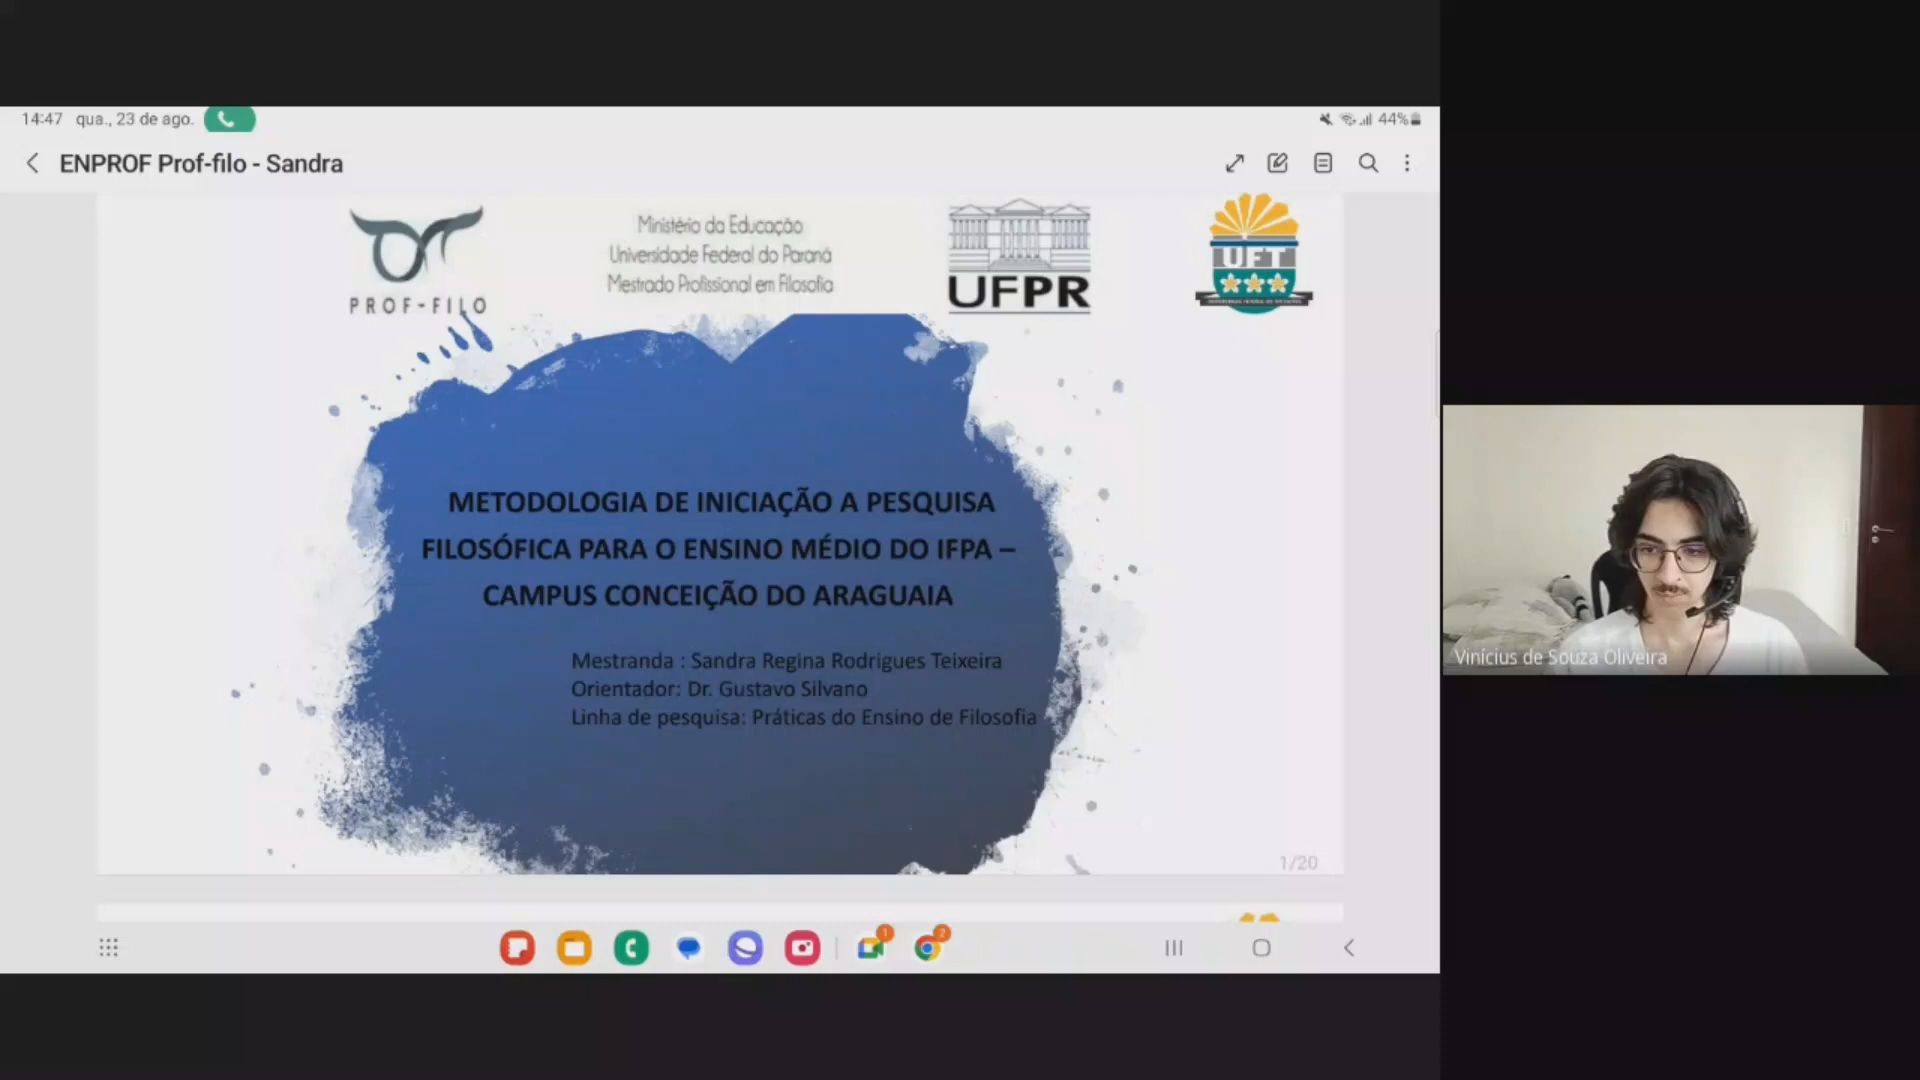 14:47 qua., 23 de ago.
44%
ENPROF Prof-filo - Sandra
PROF-FILO
Ministério da Educação
Universidade Federal do Paraná
Mestrado Profissional em Filosofia
UFPR
UFT
METODOLOGIA DE INICIAÇÃO A PESQUISA
FILOSÓFICA PARA O ENSINO MÉDIO DO IFPA –
CAMPUS CONCEIÇÃO DO ARAGUAIA
Mestranda : Sandra Regina Rodrigues Teixeira
Orientador: Dr. Gustavo Silvano
Linha de pesquisa: Práticas do Ensino de Filosofia
1/20
1
2
Vinícius de Souza Oliveira